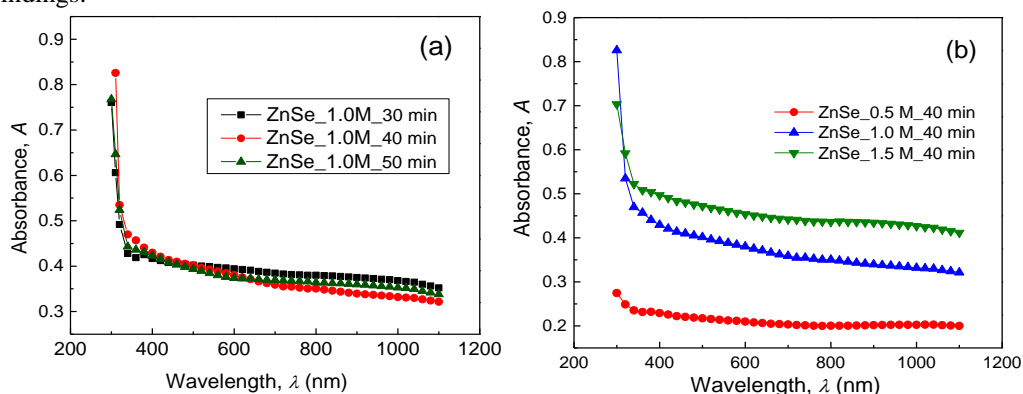 ndings.
(a)
ZnSe_1.0M_30 min
ZnSe_1.0M_40 min
ZnSe_1.0M_50 min
Absorbance, A
0.9
0.8
0.7
0.6
0.5
0.4
0.3
200 400 600 800 1000 1200
Wavelength, λ (nm)
(b)
ZnSe_0.5 M_40 min
ZnSe_1.0 M_40 min
ZnSe_1.5 M_40 min
Absorbance, A
0.9
0.8
0.7
0.6
0.5
0.4
0.3
0.2
200 400 600 800 1000 1200
Wavelength, λ (nm)